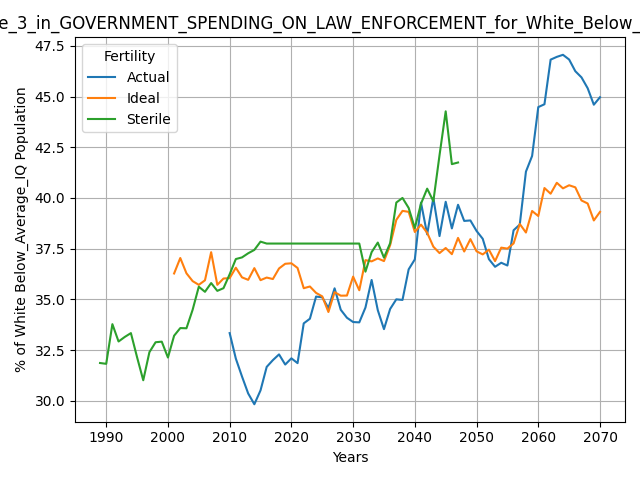 e_3_in_GOVERNMENT_SPENDING_ON_LAW_ENFORCEMENT_for_White_Below_
Fertility
Actual
Ideal
Sterile
% of White Below_Average_IQ Population
47.5
45.0
42.5
40.0
37.5
35.0
32.5
30.0
1990
2000
2010
2020
2030
2040
2050
2060
2070
Years